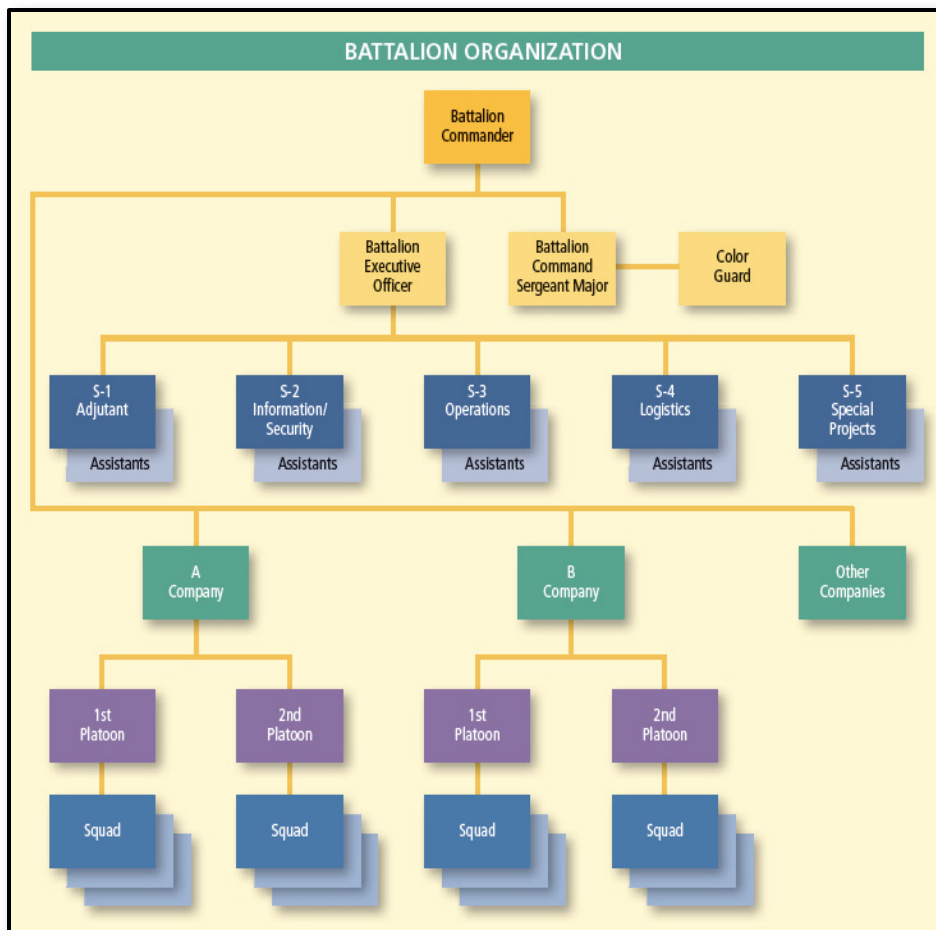 BATTALION ORGANIZATION
Battalion
Commander
Battalion
Executive
Officer
Battalion
Command
Sergeant Major
Color
Guard
S-1
Adjutant
Assistants
S-2
Information/
Security
Assistants
S-3
Operations
Assistants
S-4
Logistics
Assistants
S-5
Special
Projects
Assistants
A
Company
B
Company
Other
Companies
1st
Platoon
2nd
Platoon
1st
Platoon
2nd
Platoon
Squad
Squad
Squad
Squad